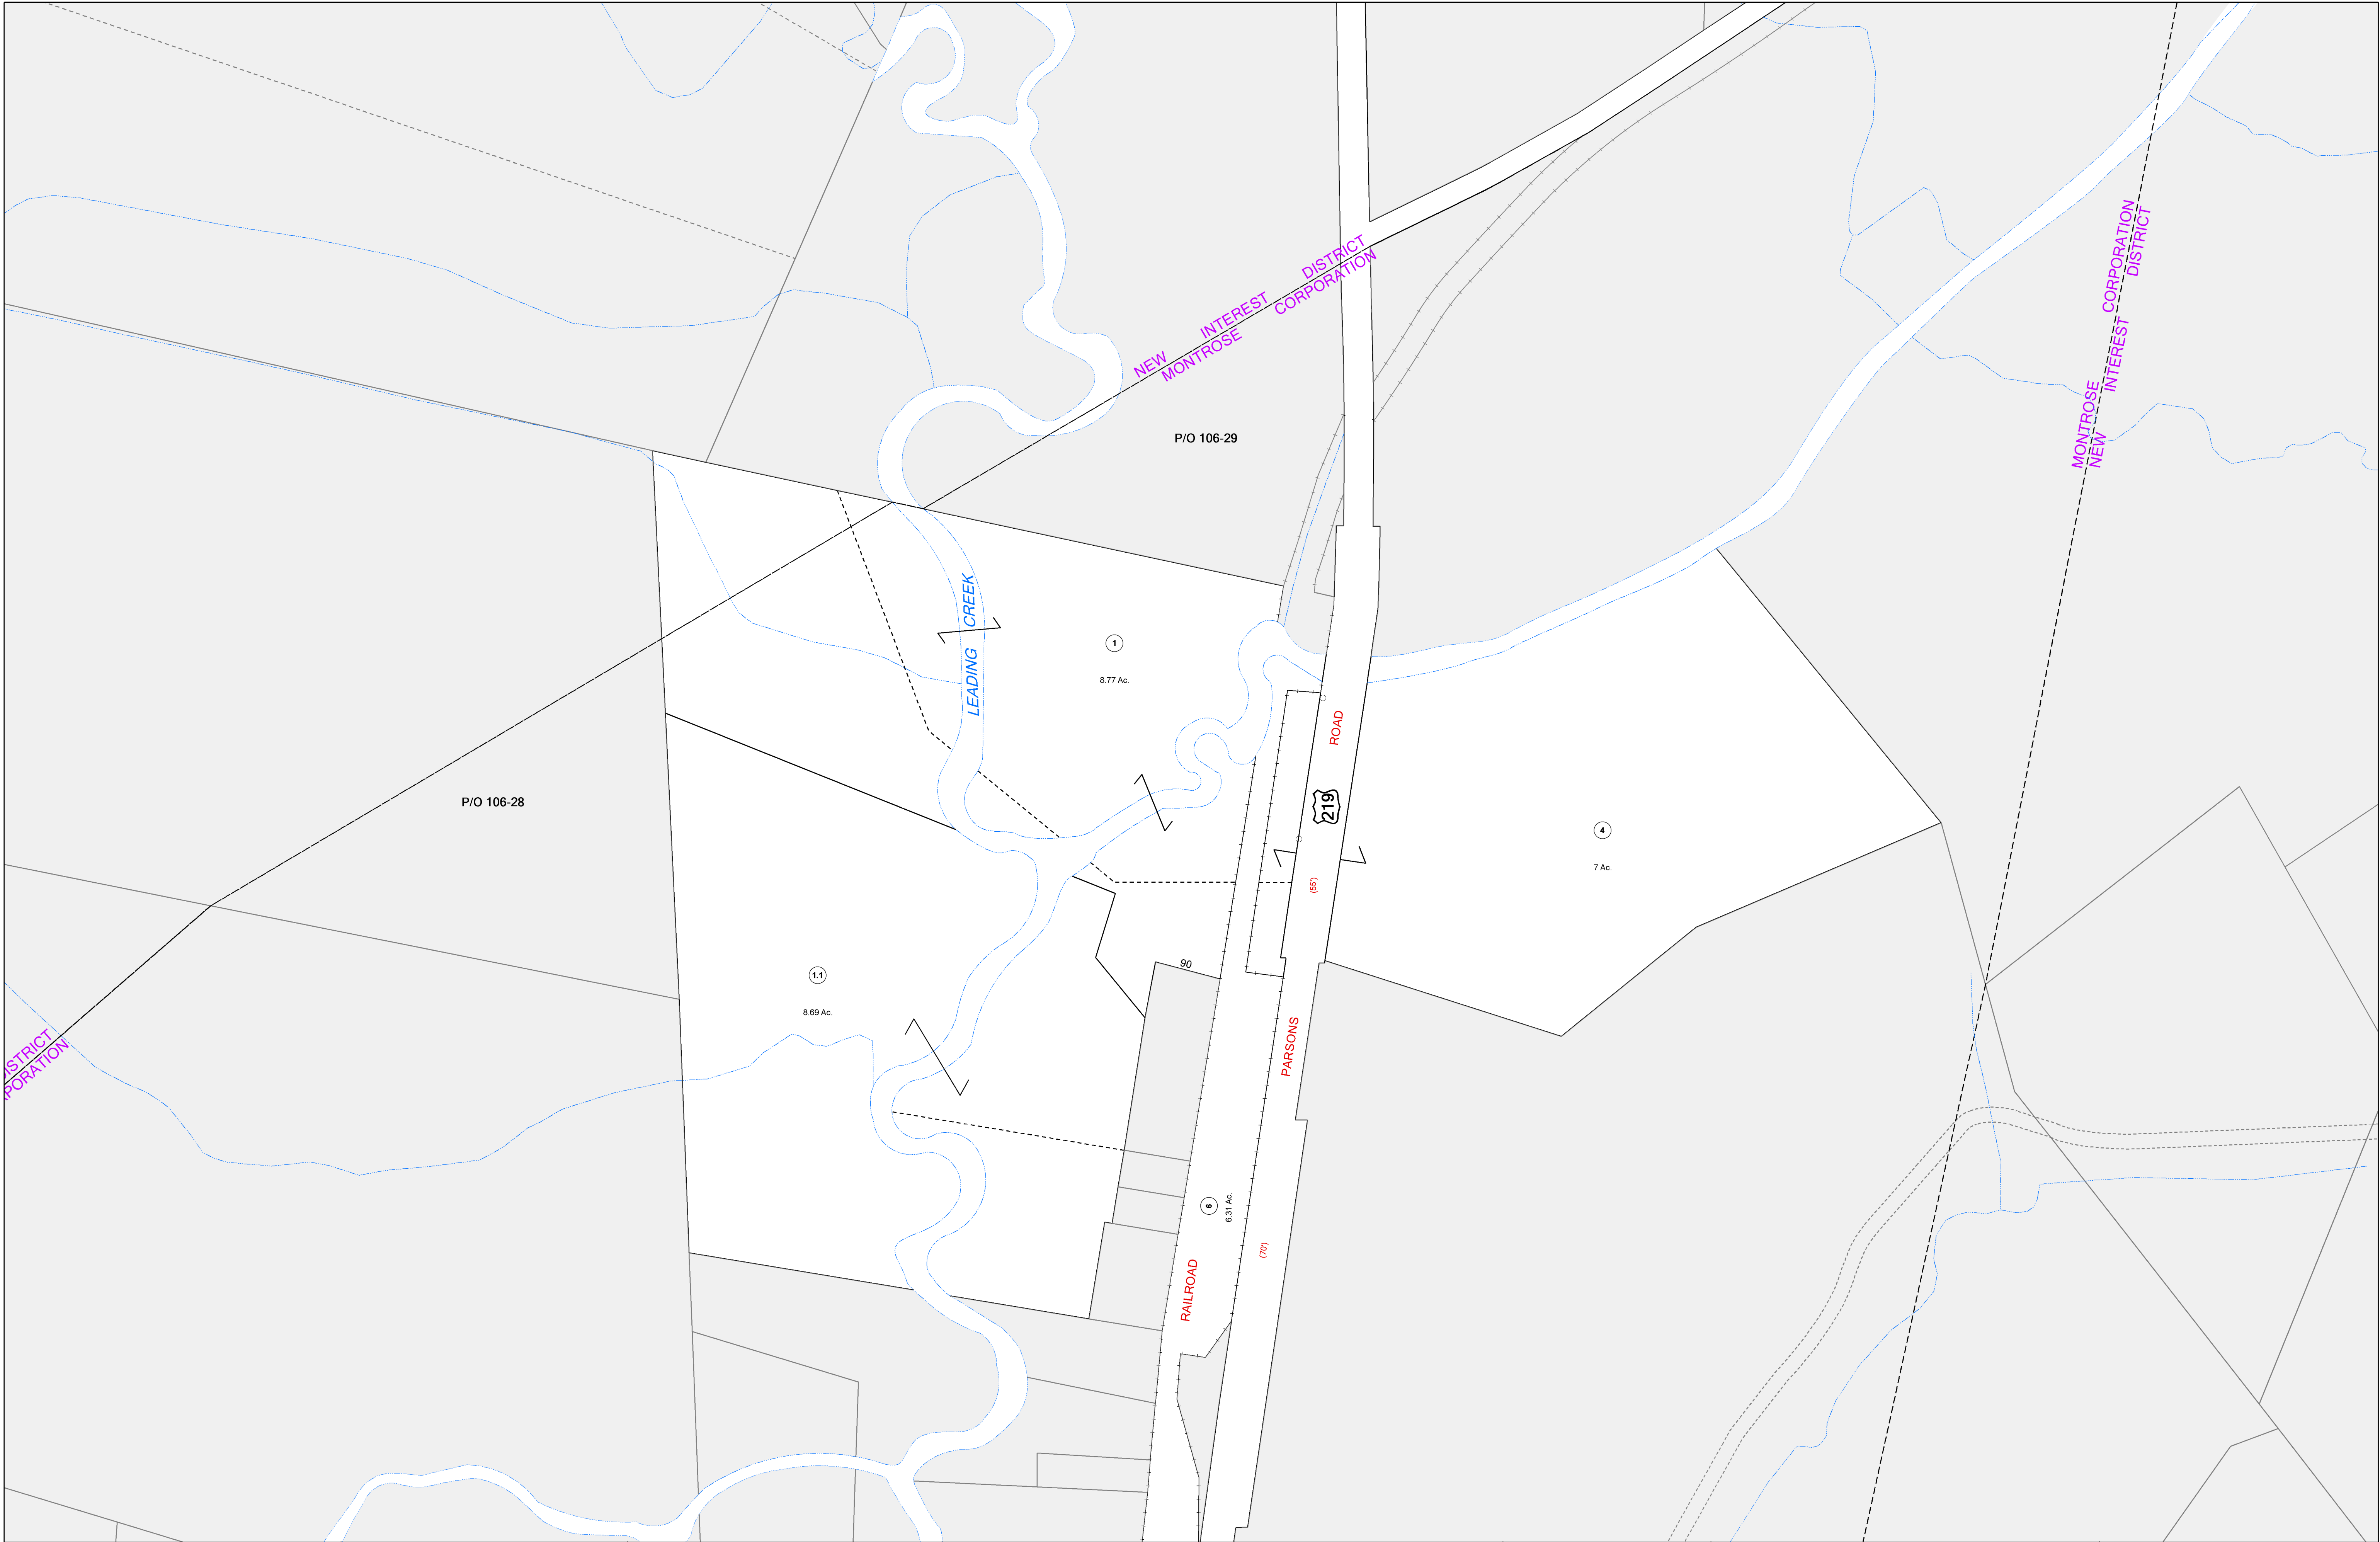 NEW INTEREST DISTRICT
MONTROSE CORPORATION
MONTROSE CORPORATION
NEW INTEREST DISTRICT
P/O 106-29
LEADING CREEK
1
8.77 Ac.
ROAD
219
P/O 106-28
4
7 Ac.
(55')
90
1.1
8.69 Ac.
PARSONS
ISTRICT
PORATION
6
6.31 Ac.
(70')
RAILROAD